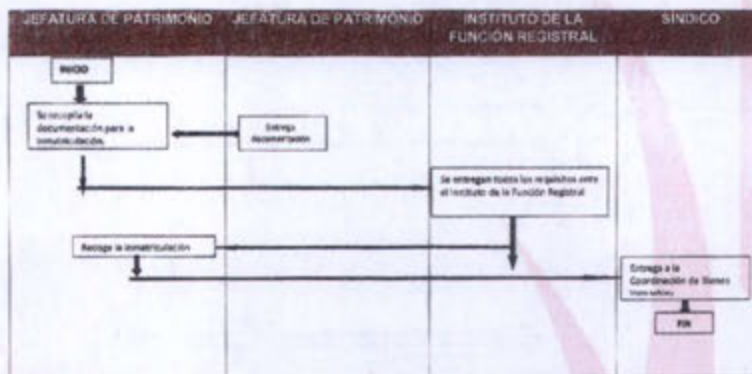 JEFATURA DE PATRIMONIO
JEFATURA DE PATRIMONIO
INSTITUTO DE LA
FUNCIÓN REGISTRAL
SÍNDICO
INICIO
Se recopila la
documentación para la
inmatriculación.
Entrega
documentación
Se entregan todos los requisitos ante
el Instituto de la Función Registral
Recoge la inmatriculación
Entrega a la
Coordinación de Bienes
FIN